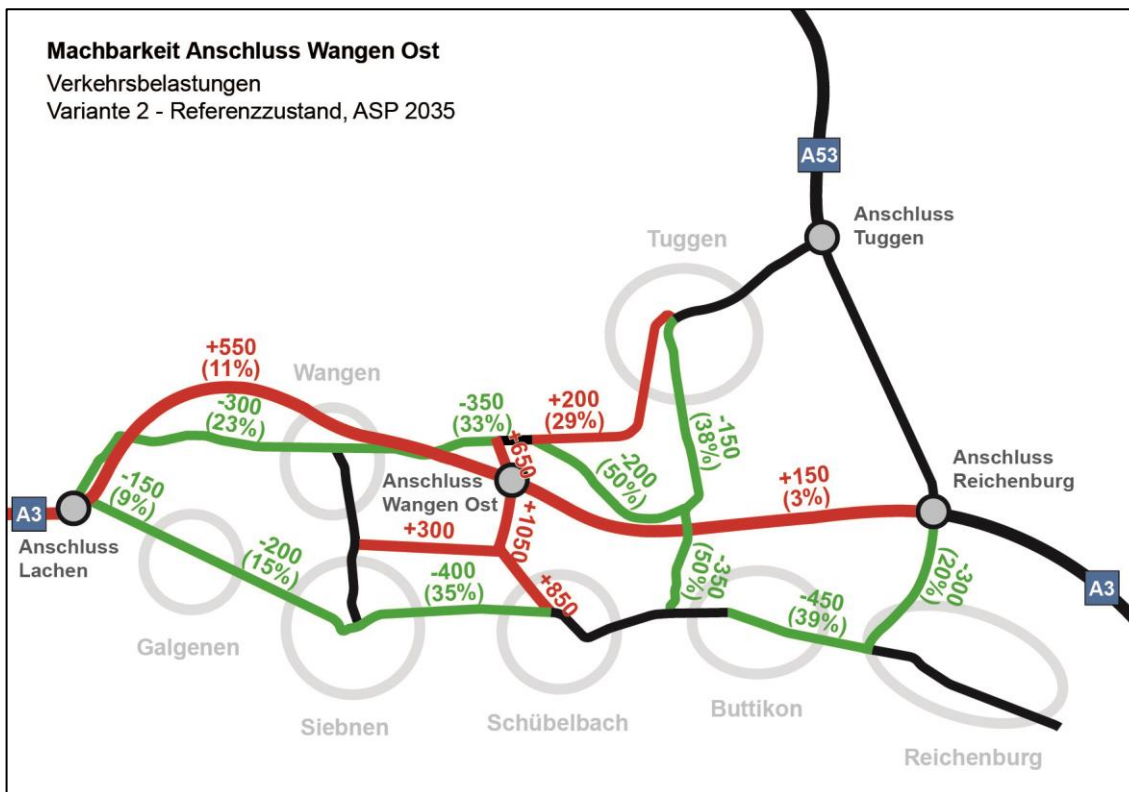 Machbarkeit Anschluss Wangen Ost
Verkehrsbelastungen
Variante 2 - Referenzzustand, ASP 2035
A53
Anschluss
Tuggen
Tuggen
+550
(11%)
Wangen
-300
(23%)
-350
(33%)
+200
(29%)
-150
(38%)
+650
-200
(50%)
Anschluss
Wangen Ost
+150
(3%)
Anschluss
Reichenburg
-150
(9%)
A3
Anschluss
Lachen
+300
+1050
-200
(15%)
-400
(35%)
+850
-350
(50%)
-450
(39%)
-300
(20%)
A3
Galgenen
Siebnen
Schübelbach
Buttikon
Reichenburg